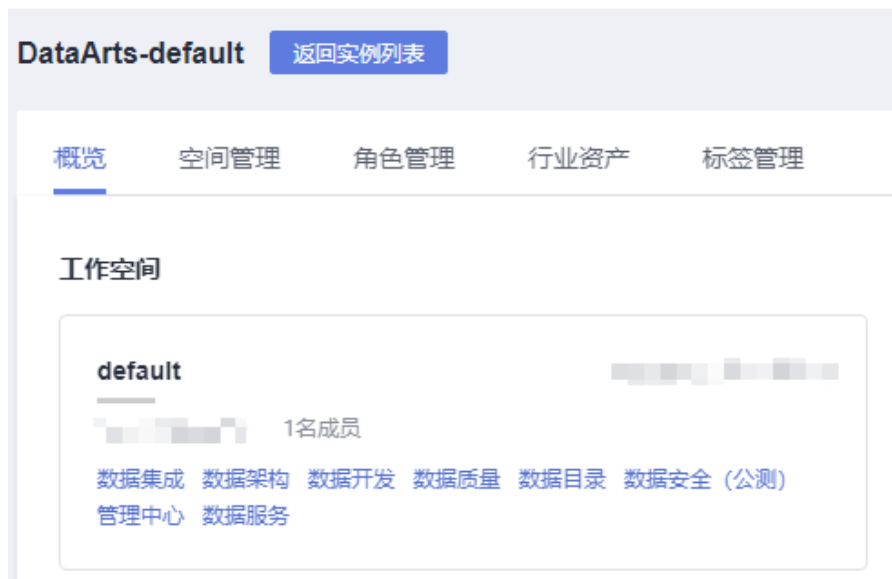 DataArts-default 返回实例列表
概览 空间管理 角色管理 行业资产 标签管理
工作空间
default
1名成员
数据集成 数据架构 数据开发 数据质量 数据目录 数据安全（公测）
管理中心 数据服务